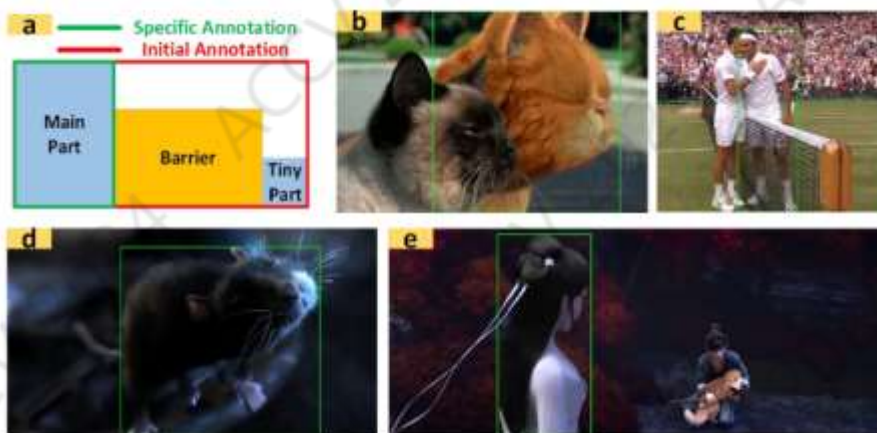 a
Specific Annotation
Initial Annotation
Main
Part
Barrier
Tiny
Part
b
c
d
e